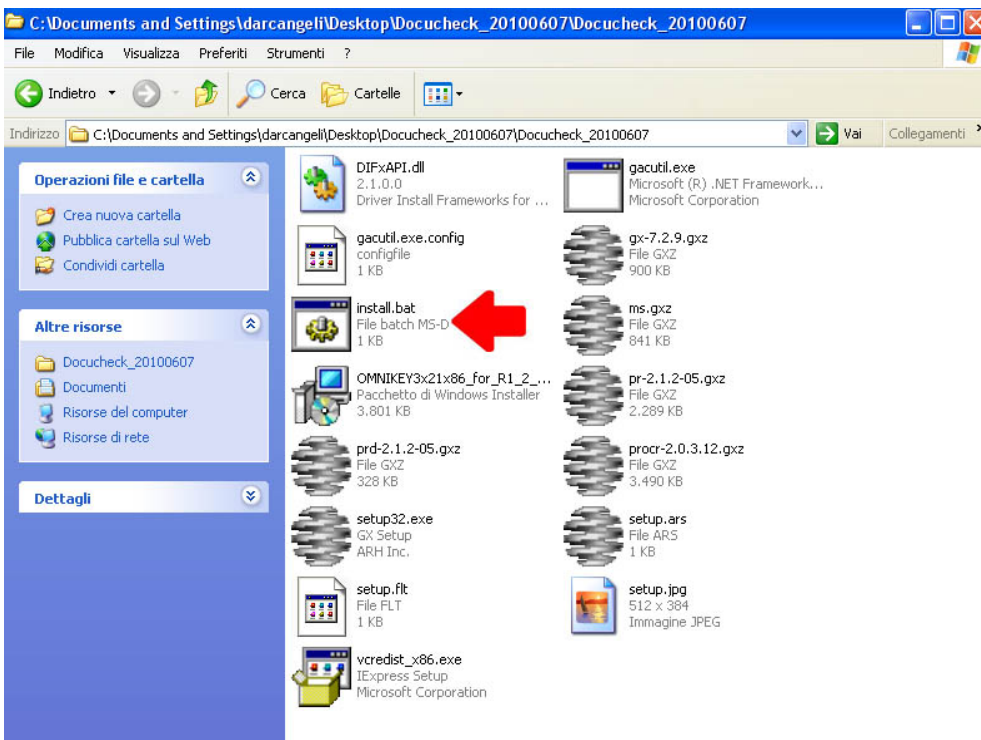 C:\Documents and Settings\darcangeli\Desktop\Docucheck_20100607\Docucheck_20100607
File Modifica Visualizza Preferiti Strumenti ?
Indietro Cerca Cartelle
Indirizzo C:\Documents and Settings\darcangeli\Desktop\Docucheck_20100607\Docucheck_20100607 Vai Collegamenti
Operazioni file e cartella
Crea nuova cartella
Pubblica cartella sul Web
Condividi cartella
Altre risorse
Docucheck_20100607
Documenti
Risorse del computer
Risorse di rete
Dettagli
DIFxAPI.dll
2.1.0.0
Driver Install Frameworks for ...
gacutil.exe
Microsoft (R) .NET Framework...
Microsoft Corporation
gacutil.exe.config
configfile
1 KB
gx-7.2.9.gxz
File GXZ
900 KB
install.bat
File batch MS-D
1 KB
ms.gxz
File GXZ
841 KB
OMNIKEY3x21x86_for_R1_2_...
Pacchetto di Windows Installer
3.801 KB
pr-2.1.2-05.gxz
File GXZ
2.289 KB
prd-2.1.2-05.gxz
File GXZ
328 KB
procr-2.0.3.12.gxz
File GXZ
3.490 KB
setup32.exe
GX Setup
ARH Inc.
setup.ars
File ARS
1 KB
setup.flt
File FLT
1 KB
setup.jpg
512 x 384
Immagine JPEG
vcredist_x86.exe
IExpress Setup
Microsoft Corporation